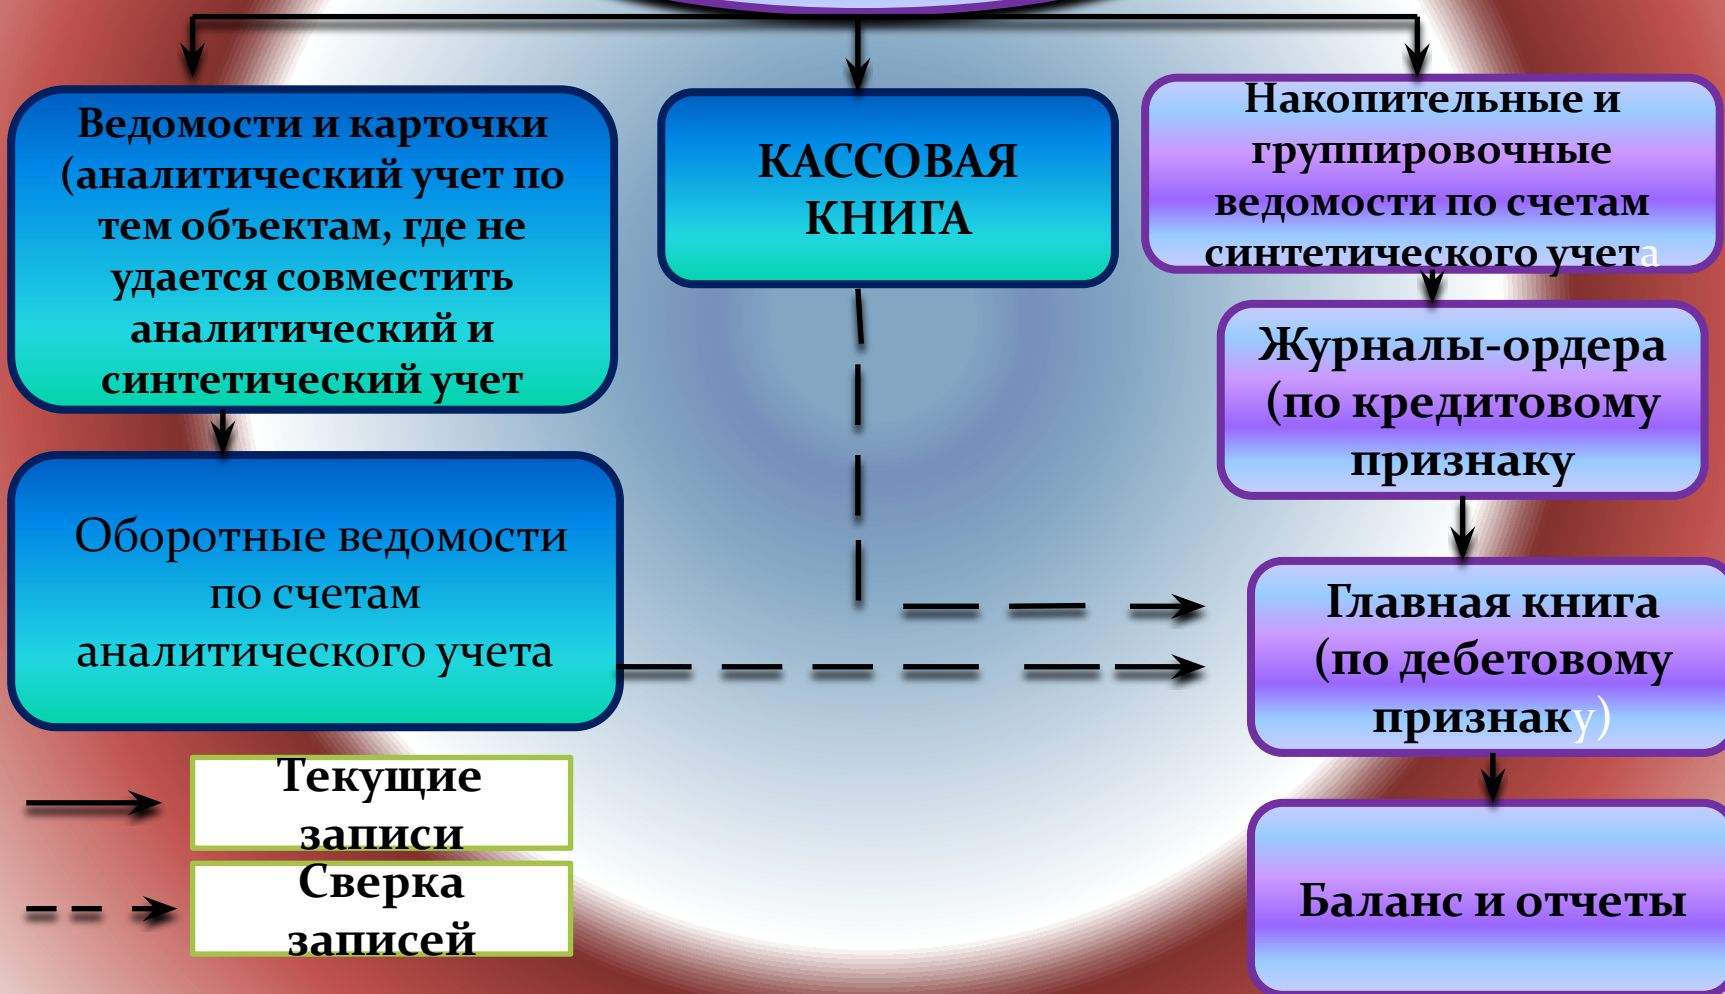 Ведомости и карточки
(аналитический учет по
тем объектам, где не
удается совместить
аналитический и
синтетический учет
КАССОВАЯ
КНИГА
Накопительные и
группировочные
ведомости по счетам
синтетического учета
Журналы-ордера
(по кредитовому
признаку
Оборотные ведомости
по счетам
аналитического учета
Главная книга
(по дебетовому
признаку)
Текущие
записи
Сверка
записей
Баланс и отчеты